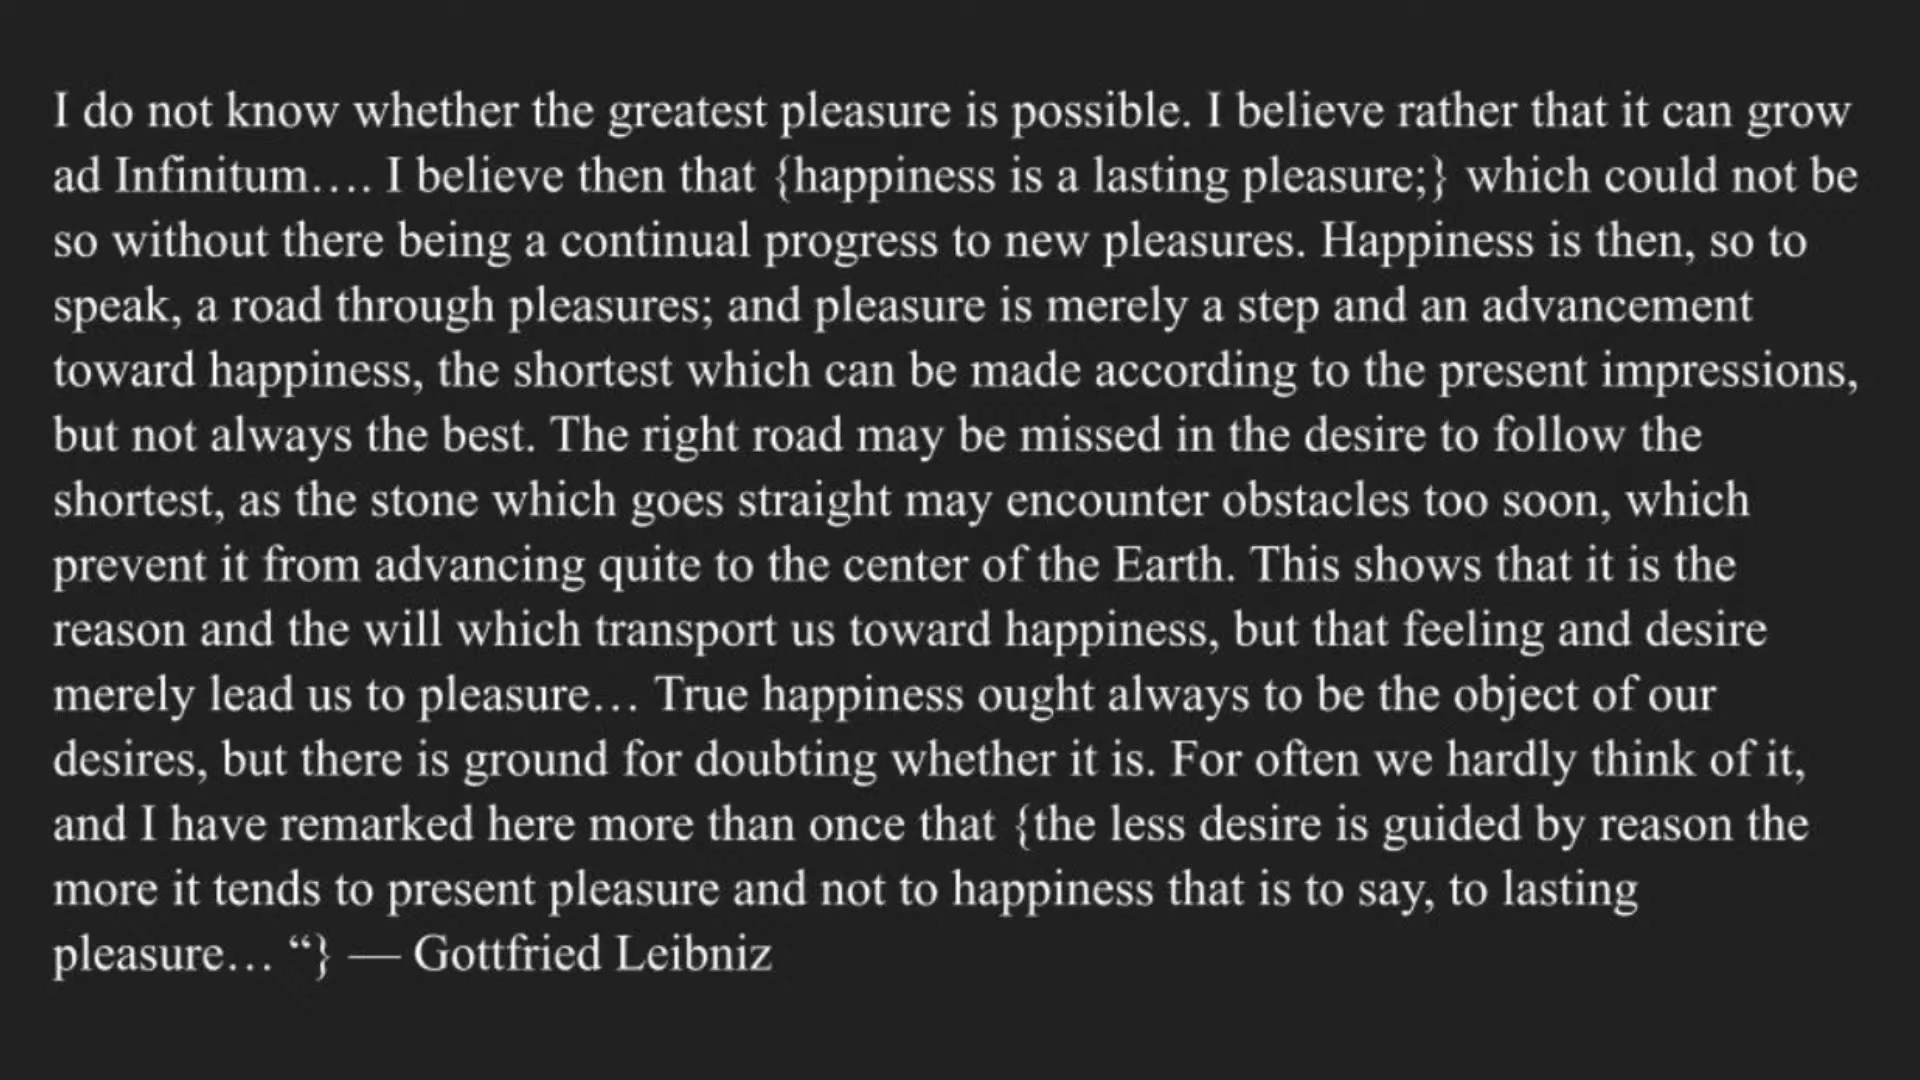 I do not know whether the greatest pleasure is possible. I believe rather that it can grow
ad Infinitum…. I believe then that {happiness is a lasting pleasure;} which could not be
so without there being a continual progress to new pleasures. Happiness is then, so to
speak, a road through pleasures; and pleasure is merely a step and an advancement
toward happiness, the shortest which can be made according to the present impressions,
but not always the best. The right road may be missed in the desire to follow the
shortest, as the stone which goes straight may encounter obstacles too soon, which
prevent it from advancing quite to the center of the Earth. This shows that it is the
reason and the will which transport us toward happiness, but that feeling and desire
merely lead us to pleasure… True happiness ought always to be the object of our
desires, but there is ground for doubting whether it is. For often we hardly think of it,
and I have remarked here more than once that {the less desire is guided by reason the
more it tends to present pleasure and not to happiness that is to say, to lasting
pleasure… “} — Gottfried Leibniz